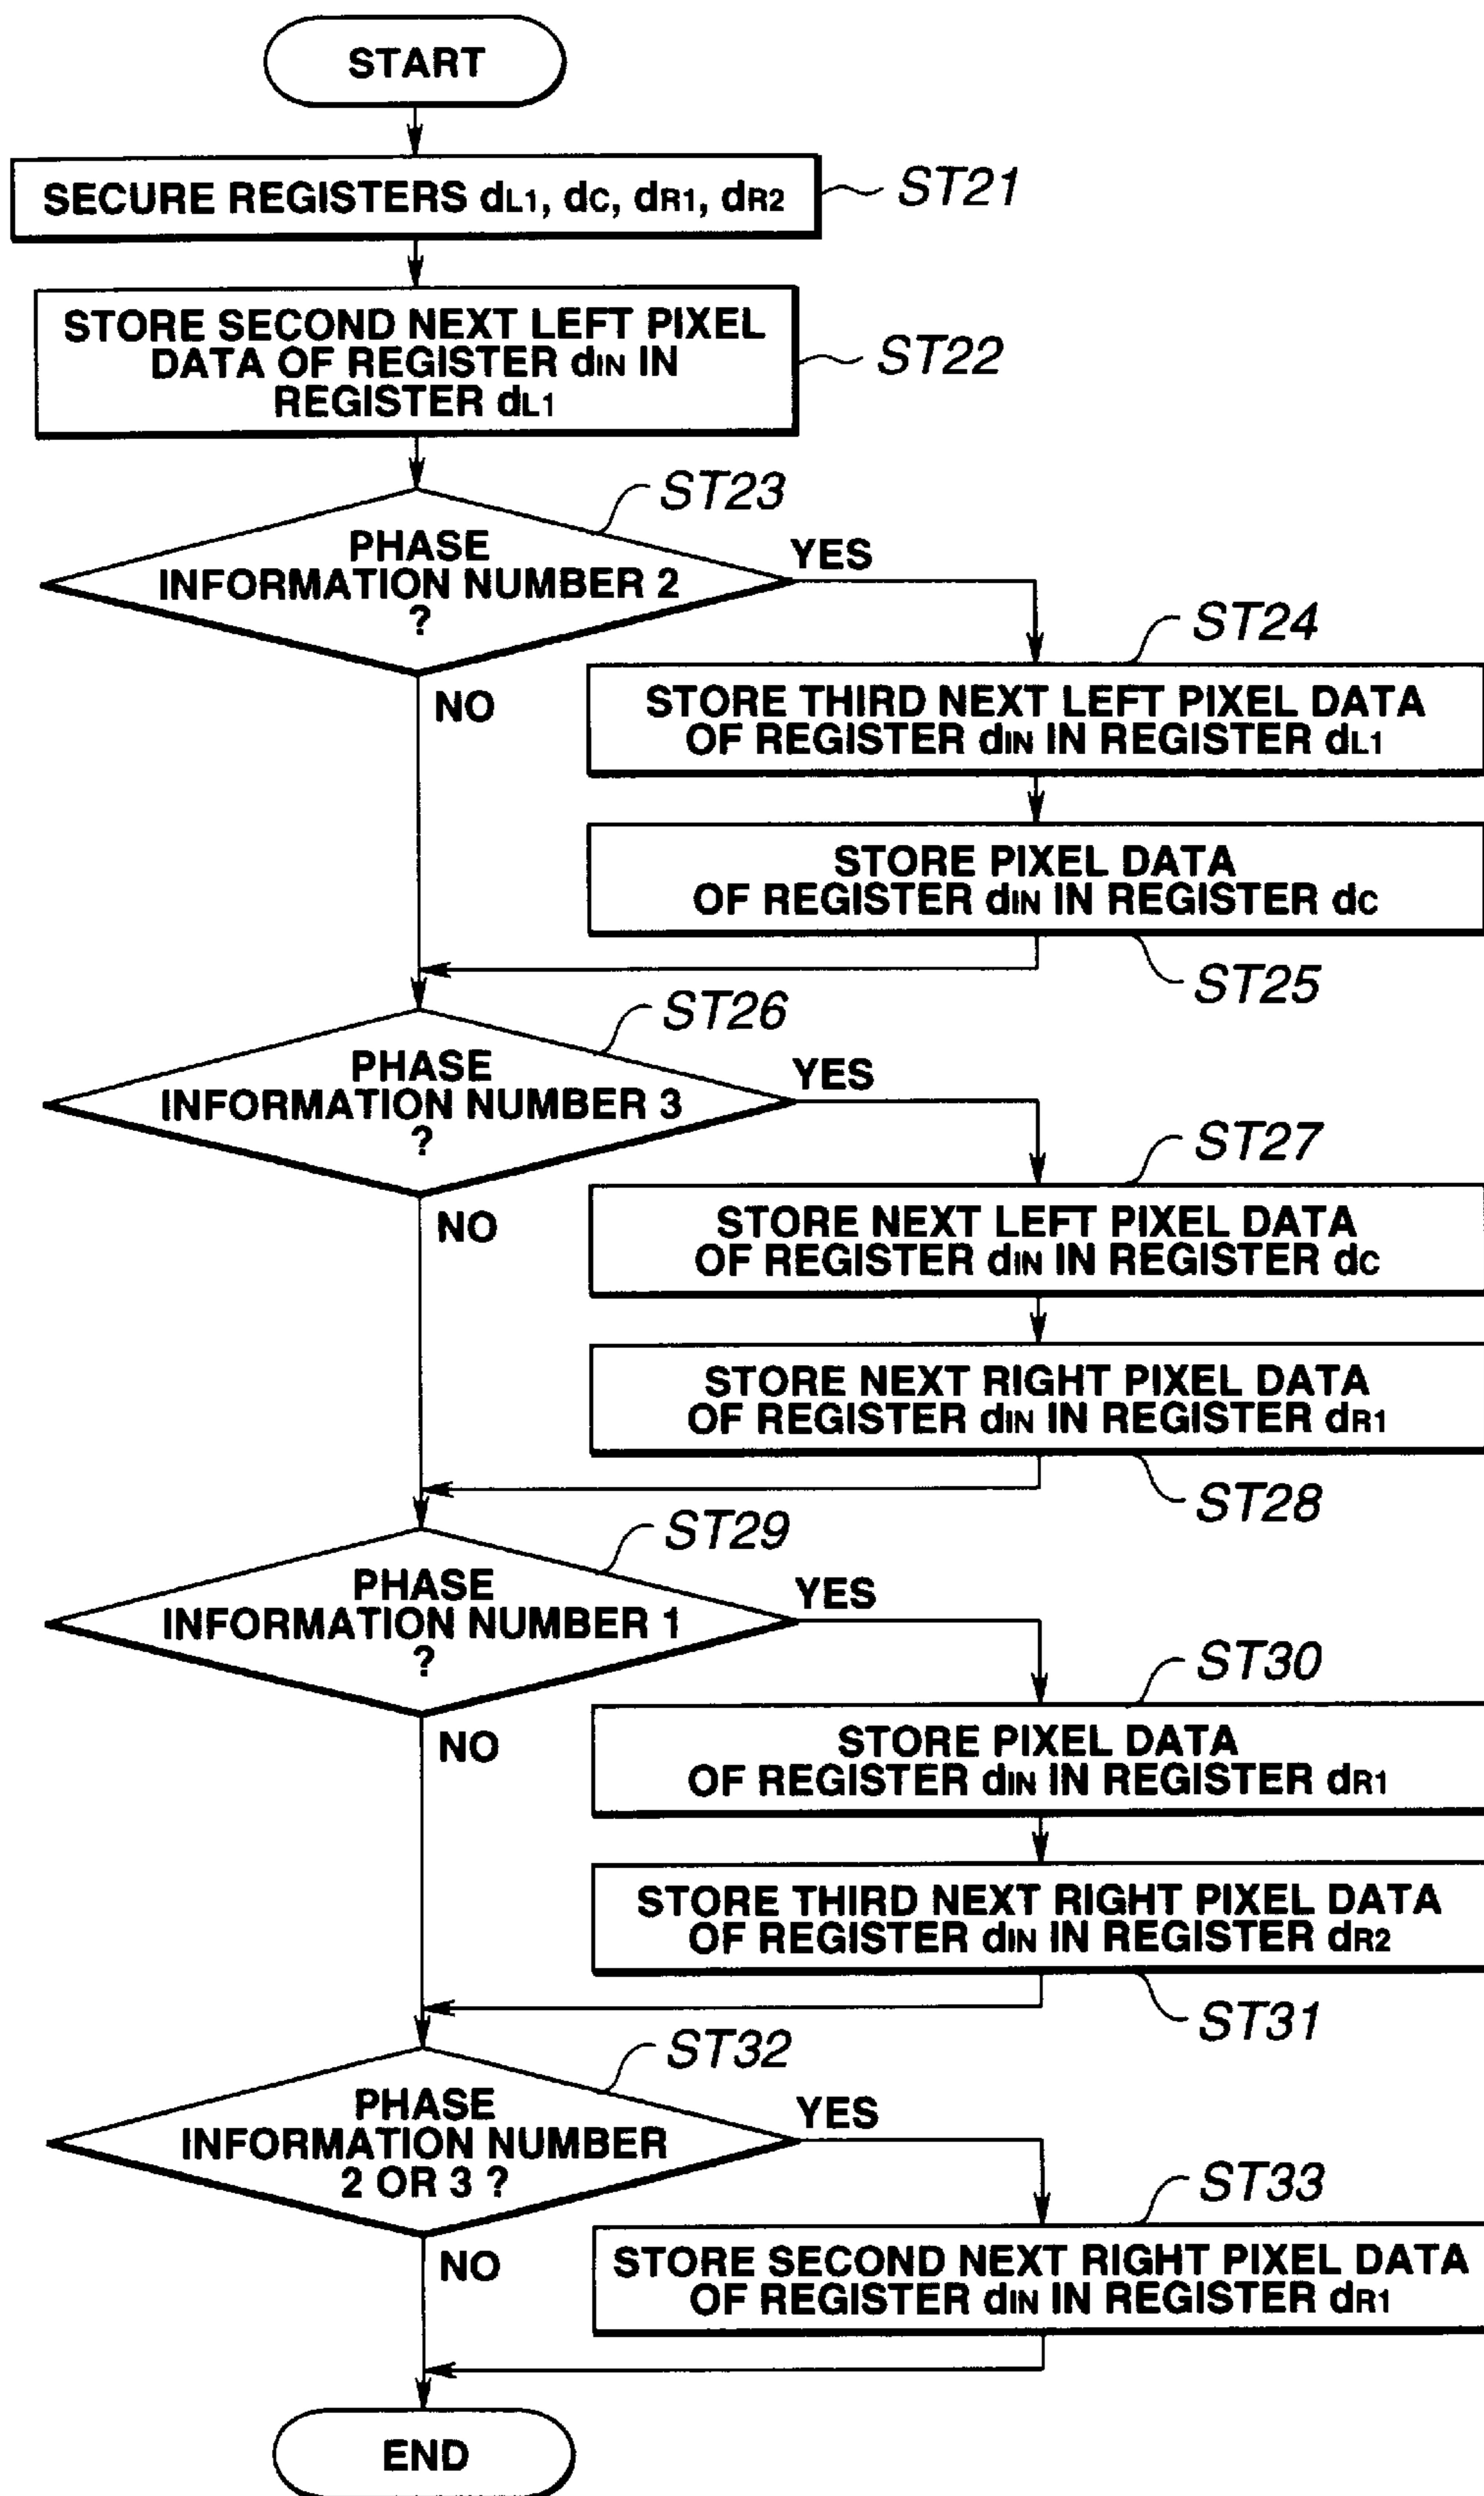 START
SECURE REGISTERS dL1, dC, dR1, dR2
ST21
STORE SECOND NEXT LEFT PIXEL
DATA OF REGISTER dIN IN
REGISTER dL1
ST22
ST23
PHASE
INFORMATION NUMBER 2
?
YES
NO
ST24
STORE THIRD NEXT LEFT PIXEL DATA
OF REGISTER dIN IN REGISTER dL1
STORE PIXEL DATA
OF REGISTER dIN IN REGISTER dC
ST25
ST26
PHASE
INFORMATION NUMBER 3
?
YES
NO
ST27
STORE NEXT LEFT PIXEL DATA
OF REGISTER dIN IN REGISTER dC
STORE NEXT RIGHT PIXEL DATA
OF REGISTER dIN IN REGISTER dR1
ST28
ST29
PHASE
INFORMATION NUMBER 1
?
YES
NO
ST30
STORE PIXEL DATA
OF REGISTER dIN IN REGISTER dR1
STORE THIRD NEXT RIGHT PIXEL DATA
OF REGISTER dIN IN REGISTER dR2
ST31
ST32
PHASE
INFORMATION NUMBER
2 OR 3 ?
YES
NO
ST33
STORE SECOND NEXT RIGHT PIXEL DATA
OF REGISTER dIN IN REGISTER dR1
END